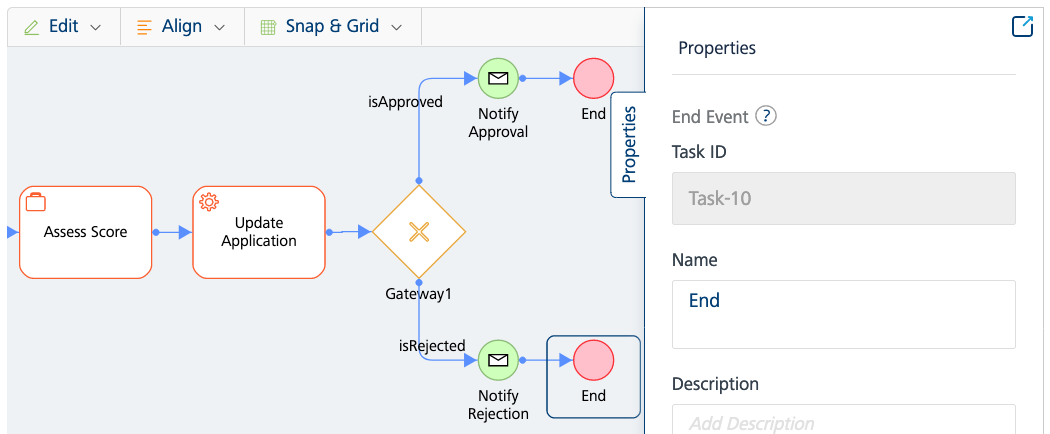 Edit
Align
Snap & Grid
Properties
isApproved
Notify
Approval
End
Properties
End Event ?
Task ID
Task-10
Assess Score
Update
Application
Gateway1
Name
End
isRejected
Notify
Rejection
End
Description
Add Description